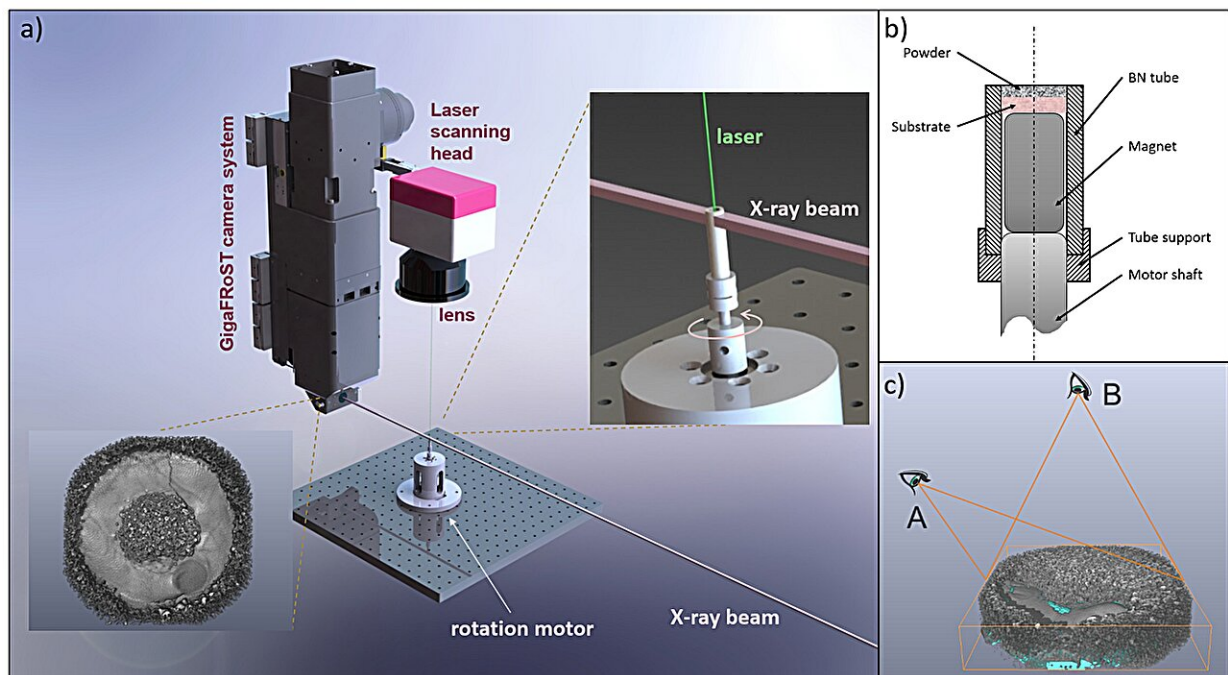 a)
GigaFRoST camera system
Laser
scanning
head
lens
laser
X-ray beam
rotation motor
X-ray beam
b)
Powder
Substrate
BN tube
Magnet
Tube support
Motor shaft
c)
A
B